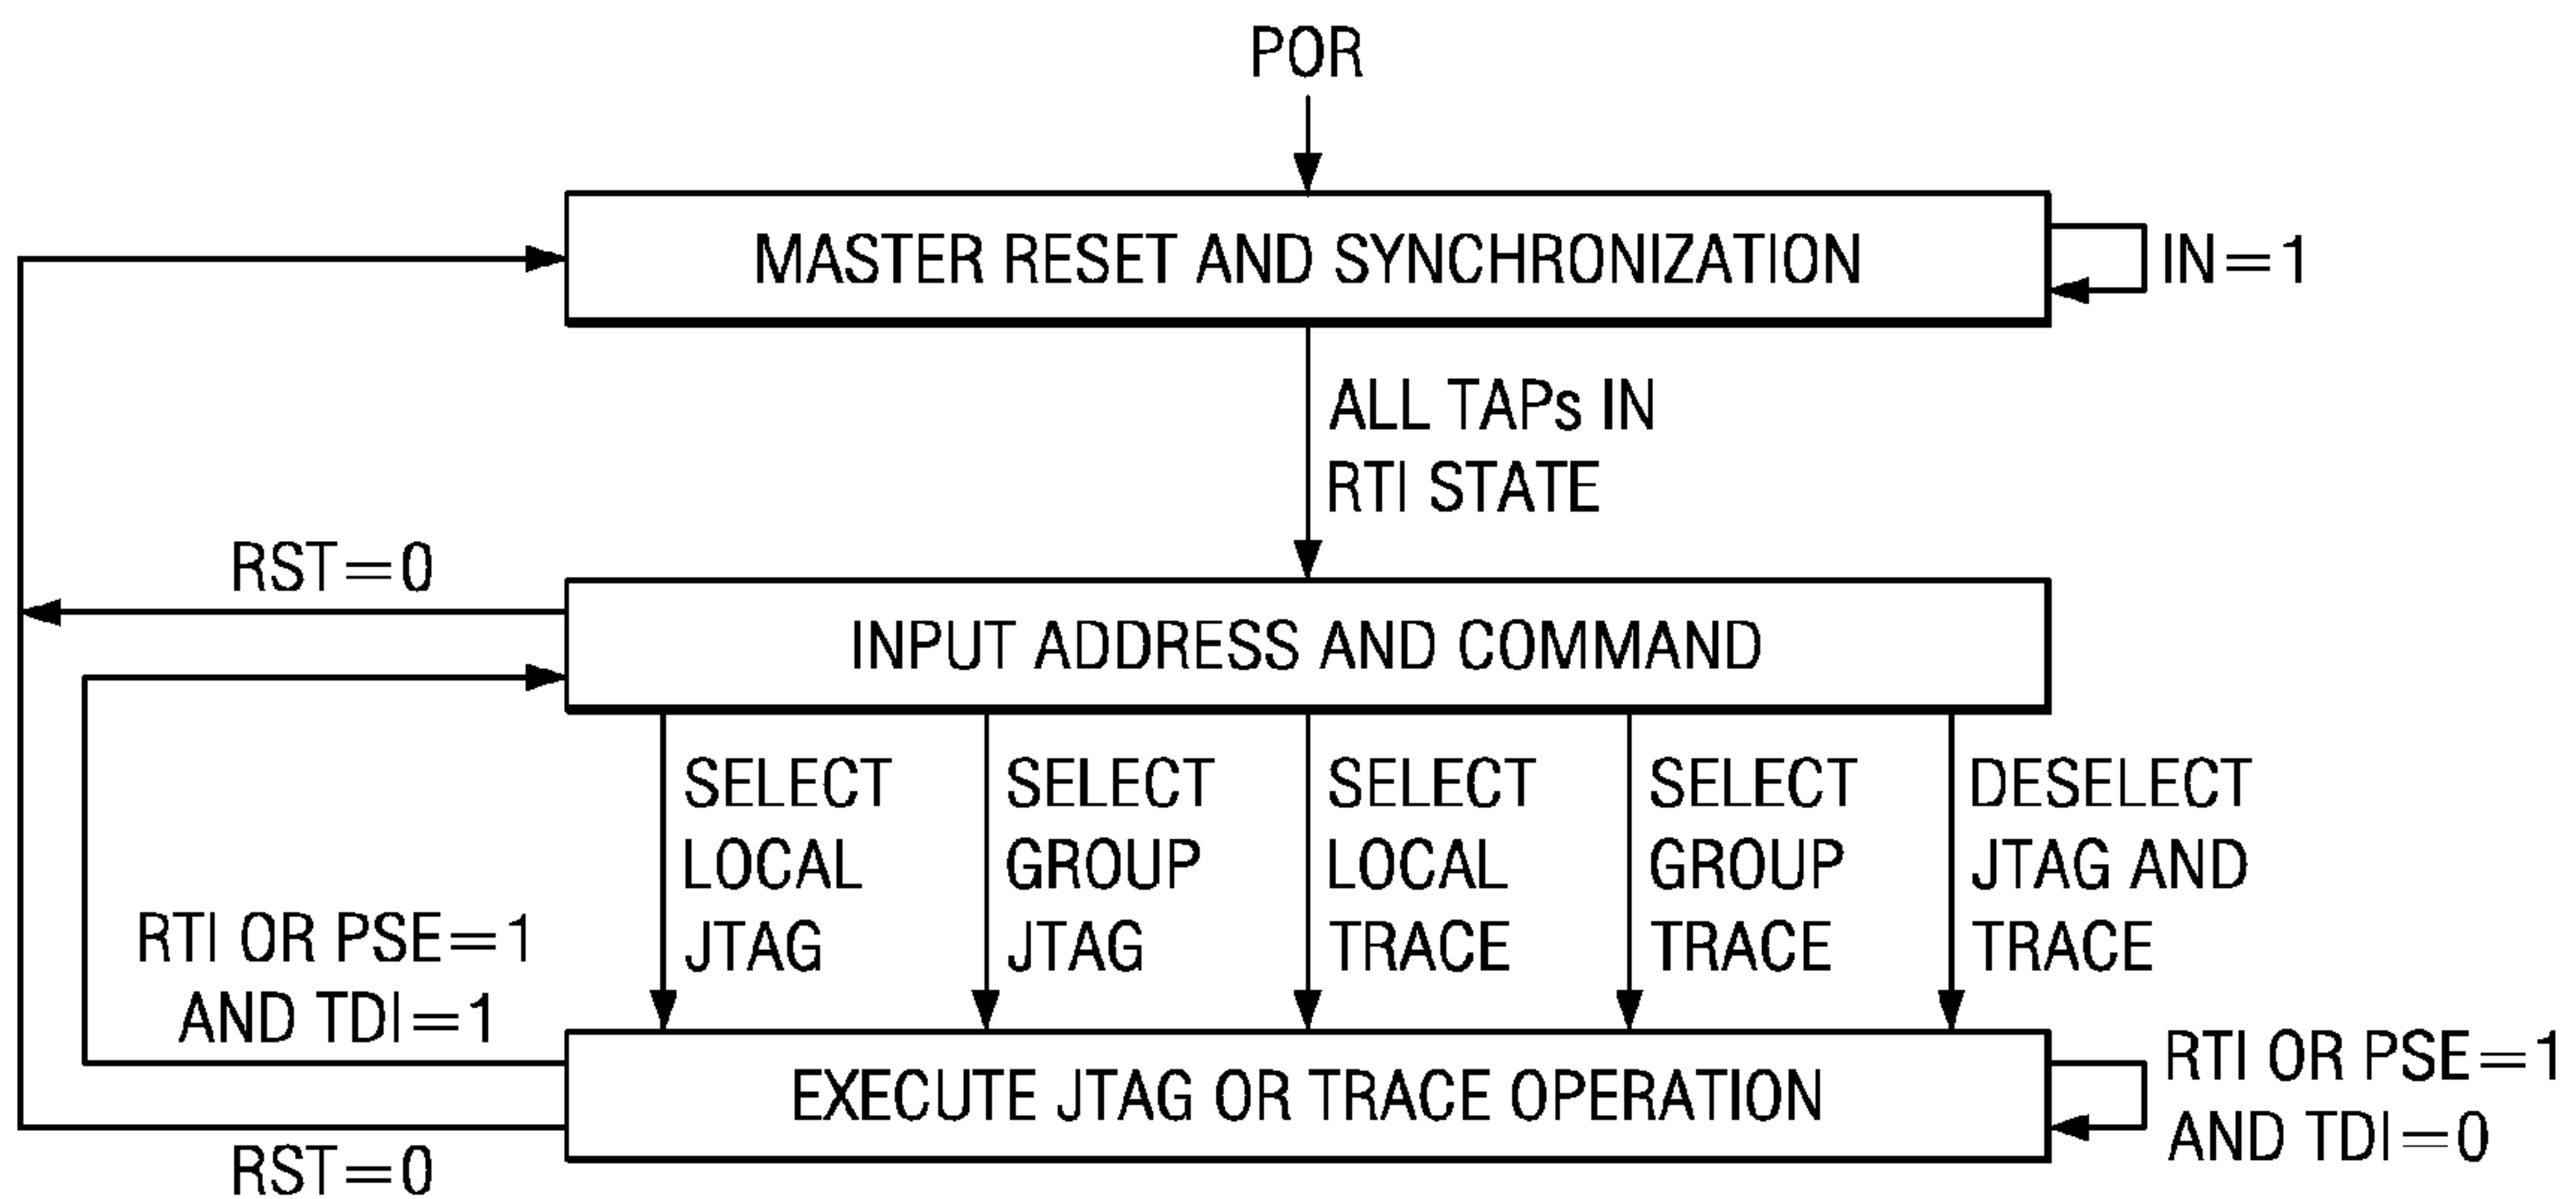 POR
MASTER RESET AND SYNCHRONIZATION
IN=1
ALL TAPs IN
RTI STATE
RST=0
INPUT ADDRESS AND COMMAND
SELECT
LOCAL
JTAG
SELECT
GROUP
JTAG
SELECT
LOCAL
TRACE
SELECT
GROUP
TRACE
DESELECT
JTAG AND
TRACE
RTI OR PSE=1
AND TDI=1
EXECUTE JTAG OR TRACE OPERATION
RTI OR PSE=1
AND TDI=0
RST=0